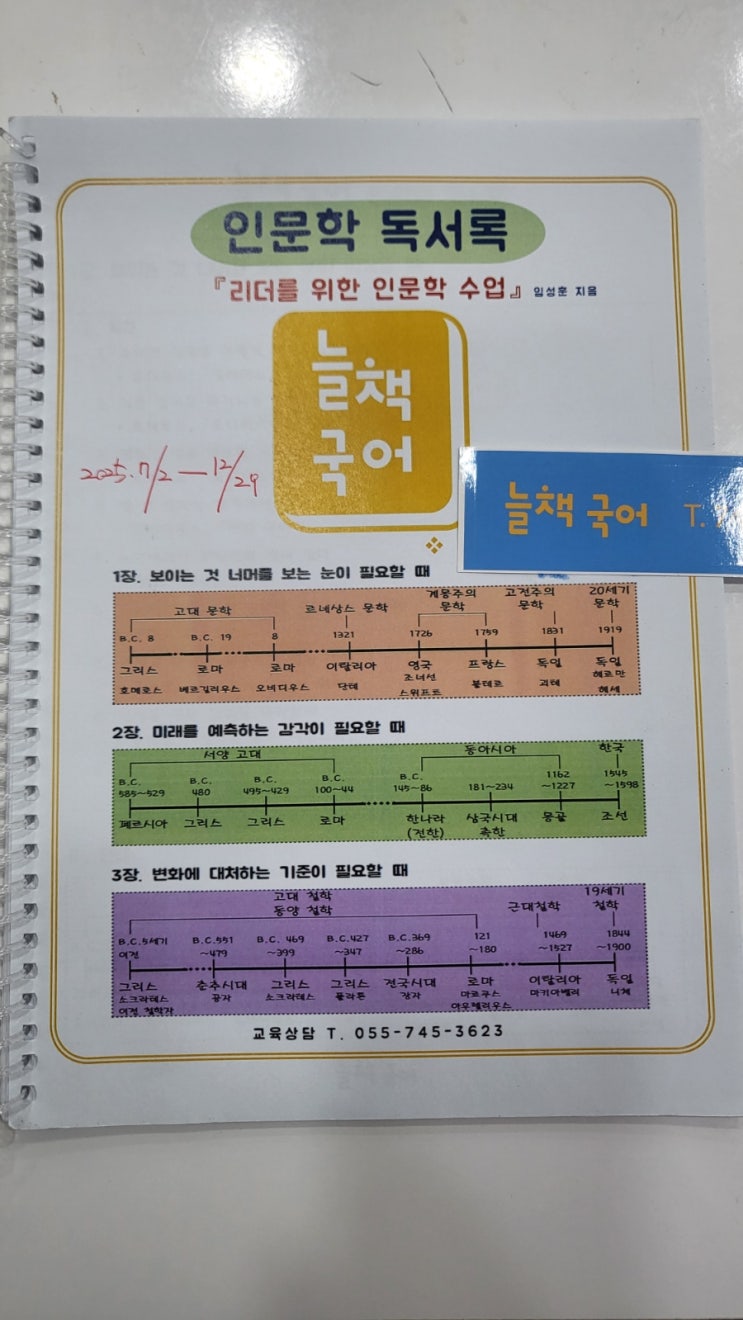 인문학 독서록
『리더를 위한 인문학 수업』 임성훈 지음
늘책
국어
2025. 7/2 — 12/29
늘책 국어 T.
1장. 보이는 것 너머를 보는 눈이 필요할 때
고대 문학 르네상스 문학 계몽주의 문학 고전주의 문학 20세기 문학
B.C. 8 B.C. 19 8 1321 1726 1759 1831 1919
그리스 로마 로마 이탈리아 영국 프랑스 독일 독일
호메로스 베르길리우스 오비디우스 단테 조너선 스위프트 볼테르 괴테 헤르만 헤세
2장. 미래를 예측하는 감각이 필요할 때
서양 고대 동아시아 한국
B.C. 585~529 B.C. 480 B.C. 495~429 B.C. 100~44 B.C. 145~86 181~234 1162~1227 1545~1598
페르시아 그리스 그리스 로마 한나라 (전한) 삼국시대 촉한 몽골 조선
3장. 변화에 대처하는 기준이 필요할 때
고대 철학 동양 철학 근대철학 19세기 철학
B.C.5세기 이전 B.C.551~479 B.C. 469~399 B.C.427~347 B.C.369~286 121~180 1469~1527 1844~1900
그리스 춘추시대 그리스 그리스 전국시대 로마 이탈리아 독일
소크라테스 이전 철학자 공자 소크라테스 플라톤 장자 마르쿠스 아우렐리우스 마키아벨리 니체
교육상담 T. 055-745-3623